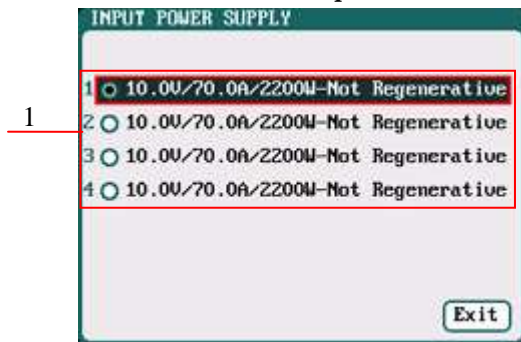 INPUT POWER SUPPLY
1 10.0V/70.0A/2200W-Not Regenerative
2 10.0V/70.0A/2200W-Not Regenerative
3 10.0V/70.0A/2200W-Not Regenerative
4 10.0V/70.0A/2200W-Not Regenerative
1
Exit